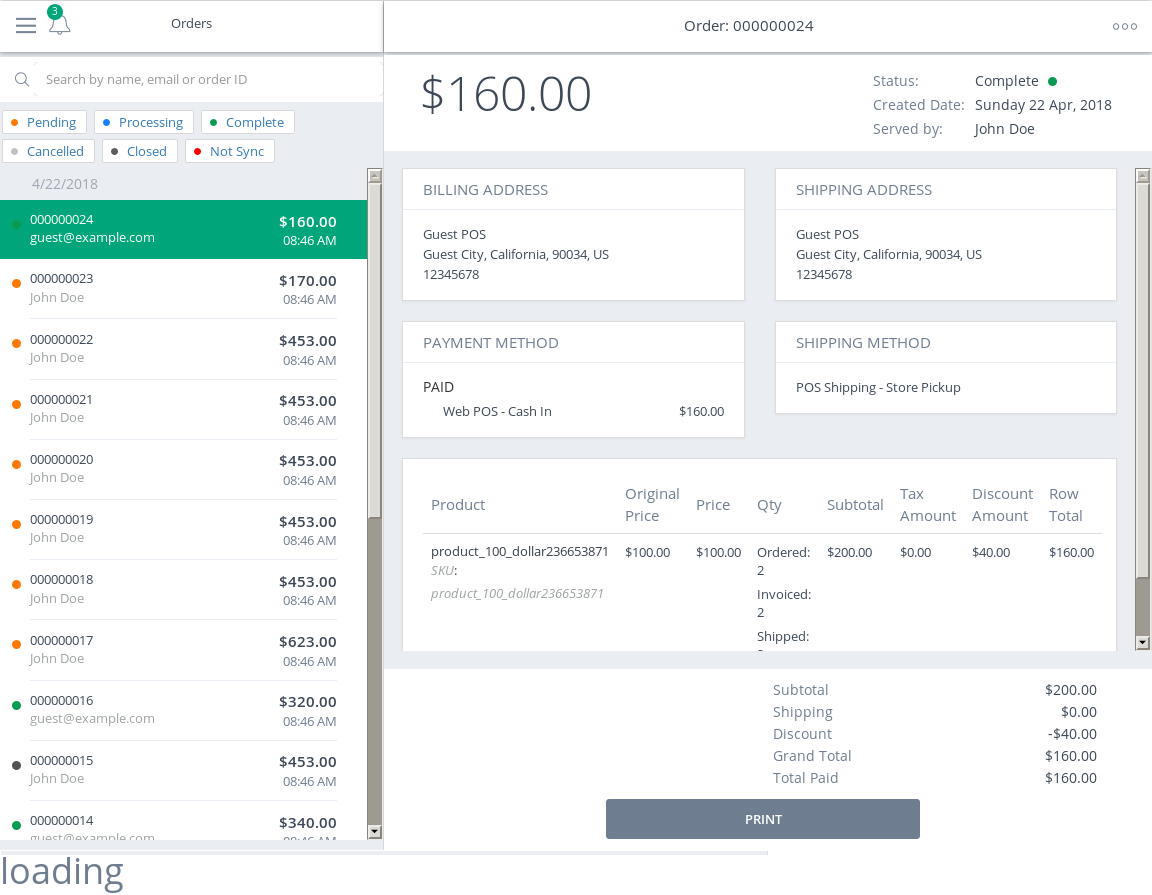 3
Orders
Order: 000000024
Search by name, email or order ID
Pending
Processing
Complete
Cancelled
Closed
Not Sync
4/22/2018
000000024 $160.00
guest@example.com 08:46 AM
000000023 $170.00
John Doe 08:46 AM
000000022 $453.00
John Doe 08:46 AM
000000021 $453.00
John Doe 08:46 AM
000000020 $453.00
John Doe 08:46 AM
000000019 $453.00
John Doe 08:46 AM
000000018 $453.00
John Doe 08:46 AM
000000017 $623.00
John Doe 08:46 AM
000000016 $320.00
guest@example.com 08:46 AM
000000015 $453.00
John Doe 08:46 AM
000000014 $340.00
guest@example.com 08:46 AM
$160.00
Status: Complete
Created Date: Sunday 22 Apr, 2018
Served by: John Doe
BILLING ADDRESS
Guest POS
Guest City, California, 90034, US
12345678
SHIPPING ADDRESS
Guest POS
Guest City, California, 90034, US
12345678
PAYMENT METHOD
PAID
Web POS - Cash In $160.00
SHIPPING METHOD
POS Shipping - Store Pickup
Product Original Price Price Qty Subtotal Tax Amount Discount Amount Row Total
product_100_dollar236653871 $100.00 $100.00 Ordered: $200.00 $0.00 $40.00 $160.00
SKU: 2
product_100_dollar236653871 Invoiced:
2
Shipped:
Subtotal $200.00
Shipping $0.00
Discount -$40.00
Grand Total $160.00
Total Paid $160.00
PRINT
loading